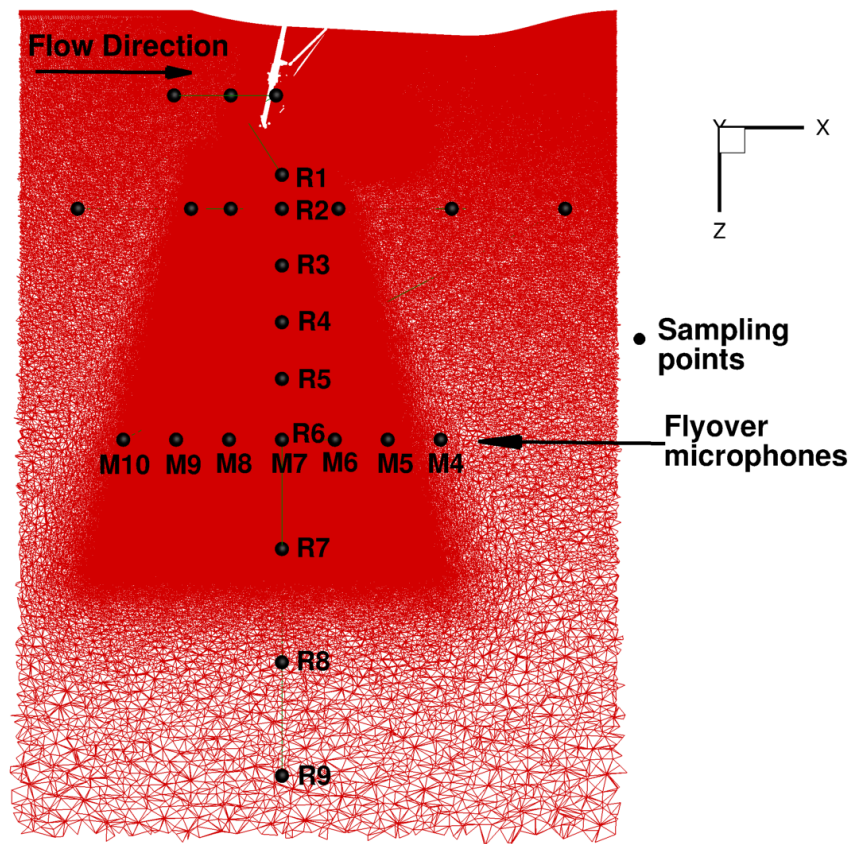 Flow Direction
Y
X
Z
R1
R2
R3
R4
R5
Sampling
points
R6
Flyover
microphones
M10 M9 M8 M7 M6 M5 M4
R7
R8
R9